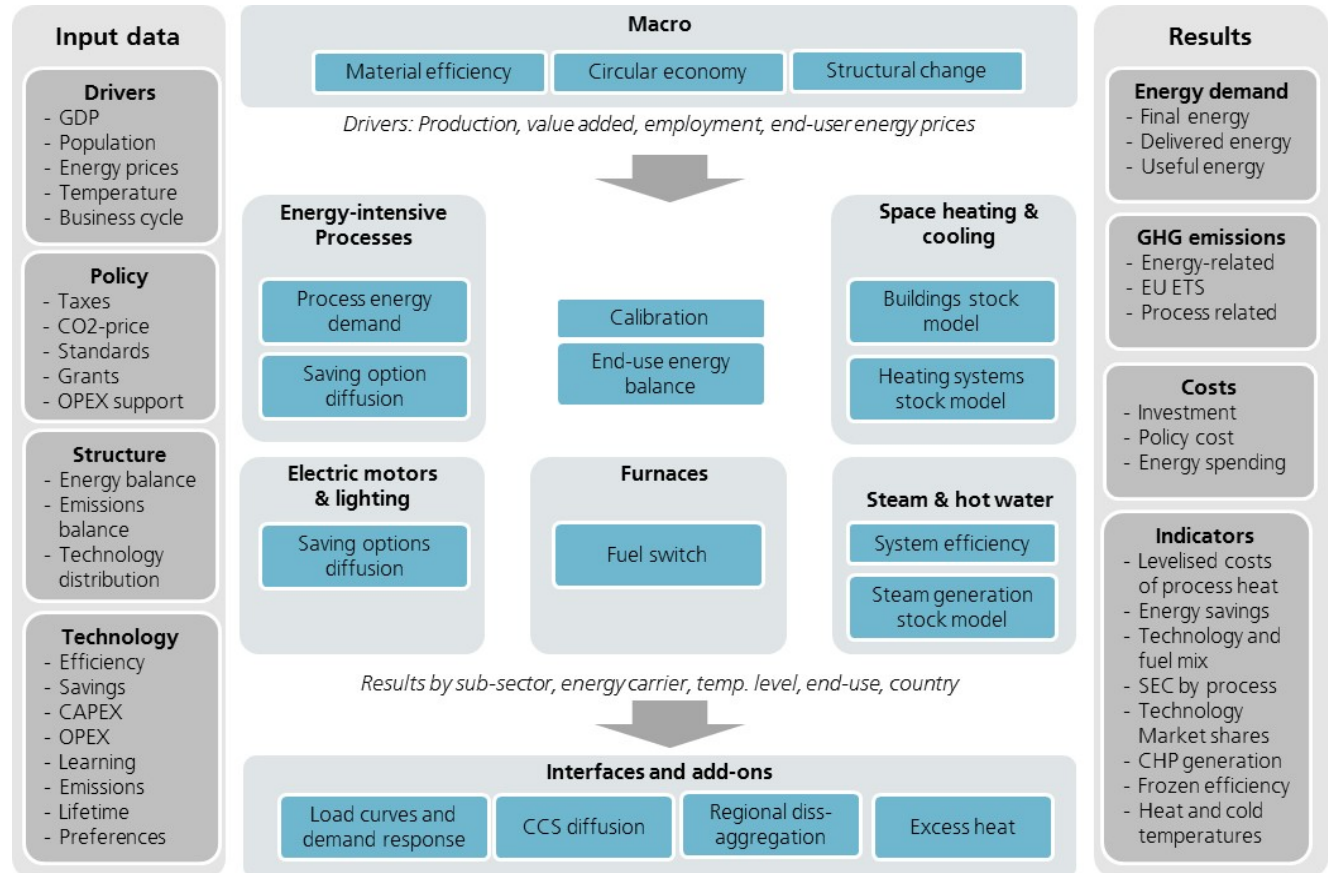 Input data
Drivers
- GDP
- Population
- Energy prices
- Temperature
- Business cycle
Policy
- Taxes
- CO2-price
- Standards
- Grants
- OPEX support
Structure
- Energy balance
- Emissions
balance
- Technology
distribution
Technology
- Efficiency
- Savings
- CAPEX
- OPEX
- Learning
- Emissions
- Lifetime
- Preferences
Macro
Material efficiency
Circular economy
Structural change
Drivers: Production, value added, employment, end-user energy prices
Energy-intensive
Processes
Process energy
demand
Saving option
diffusion
Calibration
End-use energy
balance
Space heating &
cooling
Buildings stock
model
Heating systems
stock model
Electric motors
& lighting
Saving options
diffusion
Furnaces
Fuel switch
Steam & hot water
System efficiency
Steam generation
stock model
Results by sub-sector, energy carrier, temp. level, end-use, country
Interfaces and add-ons
Load curves and
demand response
CCS diffusion
Regional diss-
aggregation
Excess heat
Results
Energy demand
- Final energy
- Delivered energy
- Useful energy
GHG emissions
- Energy-related
- EU ETS
- Process related
Costs
- Investment
- Policy cost
- Energy spending
Indicators
- Levelised costs
of process heat
- Energy savings
- Technology and
fuel mix
- SEC by process
- Technology
Market shares
- CHP generation
- Frozen efficiency
- Heat and cold
temperatures